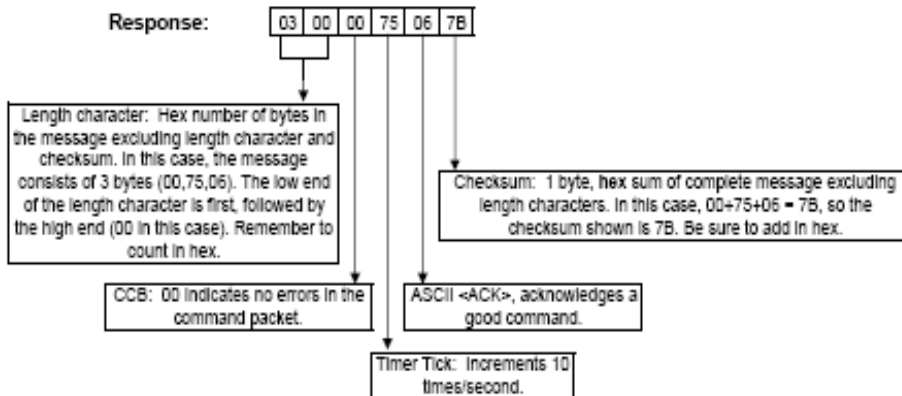 Response: 03 00 00 75 06 7B
Length character: Hex number of bytes in
the message excluding length character and
checksum. In this case, the message
consists of 3 bytes (00,75,06). The low end
of the length character is first, followed by
the high end (00 in this case). Remember to
count in hex.
Checksum: 1 byte, hex sum of complete message excluding
length characters. In this case, 00+75+06 = 7B, so the
checksum shown is 7B. Be sure to add in hex.
CCB: 00 indicates no errors in the
command packet.
ASCII <ACK>, acknowledges a
good command.
Timer Tick: Increments 10
times/second.